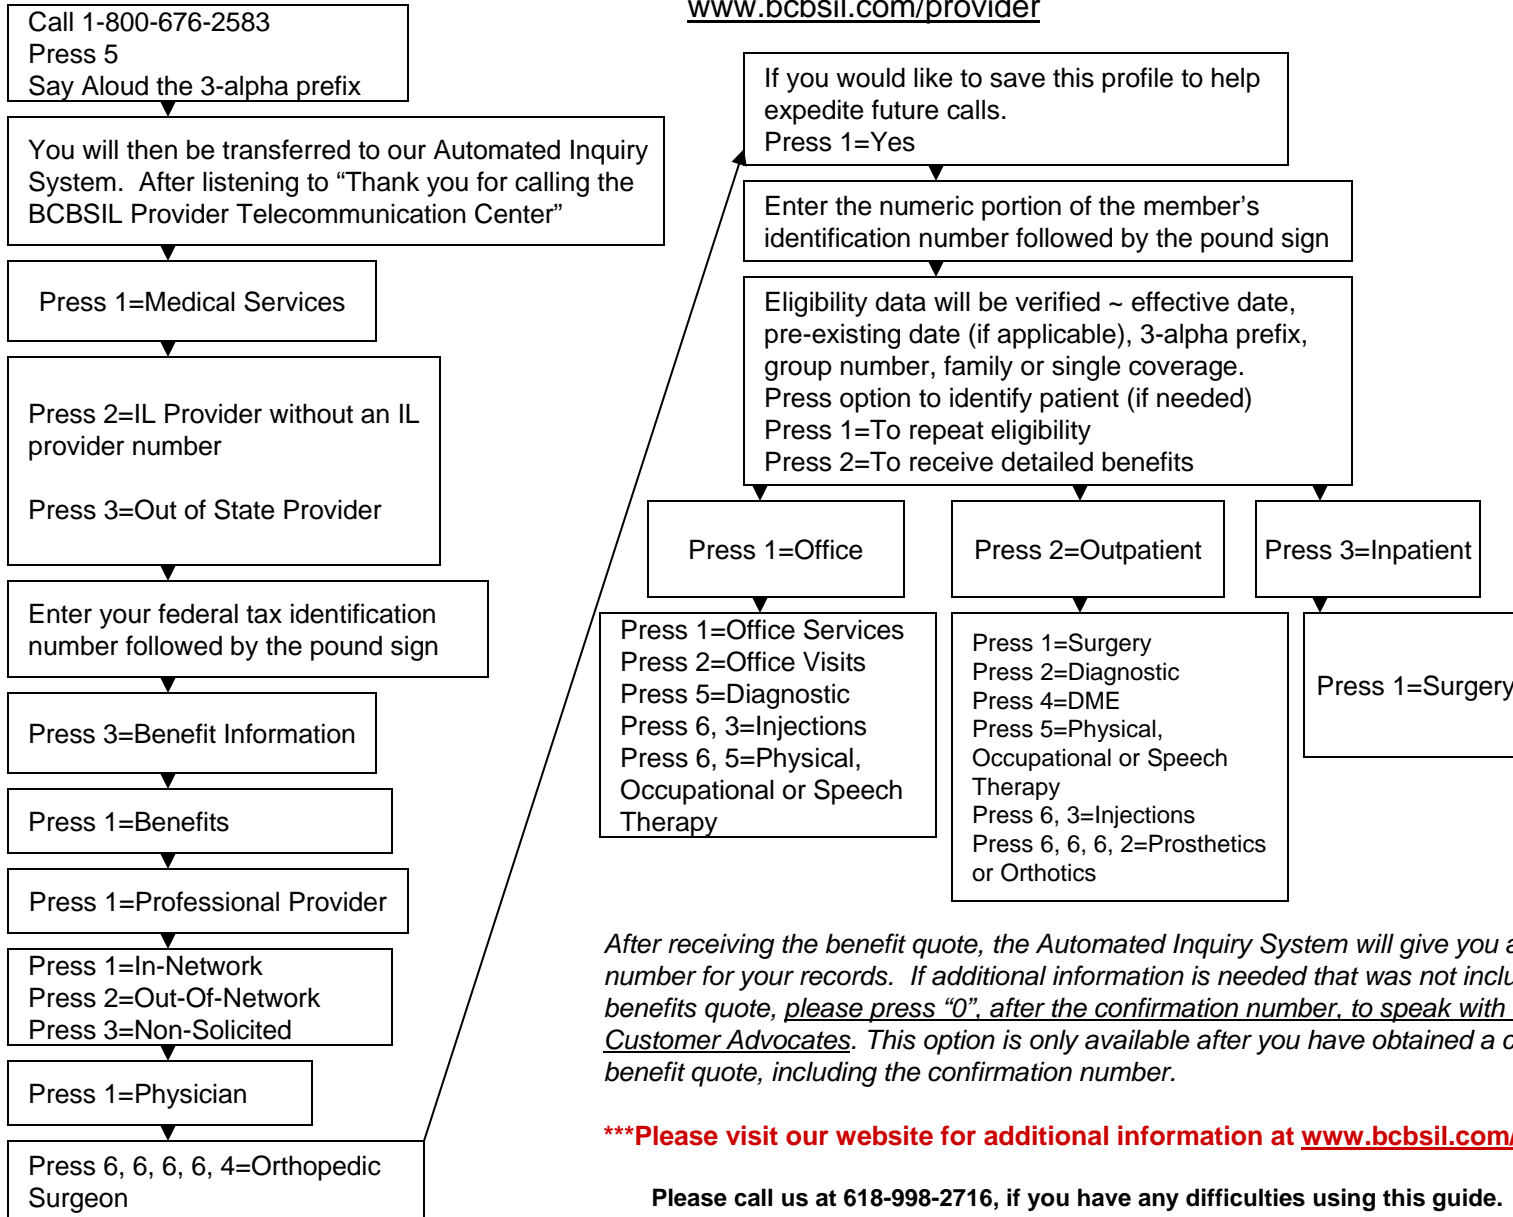 Call 1-800-676-2583
Press 5
Say Aloud the 3-alpha prefix
You will then be transferred to our Automated Inquiry
System.  After listening to “Thank you for calling the
BCBSIL Provider Telecommunication Center”
Press 1=Medical Services
Press 2=IL Provider without an IL
provider number
Press 3=Out of State Provider
Enter your federal tax identification
number followed by the pound sign
Press 3=Benefit Information
Press 1=Benefits
Press 1=Professional Provider
Press 1=In-Network
Press 2=Out-Of-Network
Press 3=Non-Solicited
Press 1=Physician
Press 6, 6, 6, 6, 4=Orthopedic
Surgeon
www.bcbsil.com/provider
If you would like to save this profile to help
expedite future calls.
Press 1=Yes
Enter the numeric portion of the member’s
identification number followed by the pound sign
Eligibility data will be verified ~ effective date,
pre-existing date (if applicable), 3-alpha prefix,
group number, family or single coverage.
Press option to identify patient (if needed)
Press 1=To repeat eligibility
Press 2=To receive detailed benefits
Press 1=Office
Press 1=Office Services
Press 2=Office Visits
Press 5=Diagnostic
Press 6, 3=Injections
Press 6, 5=Physical,
Occupational or Speech
Therapy
Press 2=Outpatient
Press 1=Surgery
Press 2=Diagnostic
Press 4=DME
Press 5=Physical,
Occupational or Speech
Therapy
Press 6, 3=Injections
Press 6, 6, 6, 2=Prosthetics
or Orthotics
Press 3=Inpatient
Press 1=Surgery
After receiving the benefit quote, the Automated Inquiry System will give you
number for your records.  If additional information is needed that was not
benefits quote, please press “0”, after the confirmation number, to speak with
Customer Advocates. This option is only available after you have obtained a
benefit quote, including the confirmation number.
***Please visit our website for additional information at www.bcbsil.com/
Please call us at 618-998-2716, if you have any difficulties using this guide.